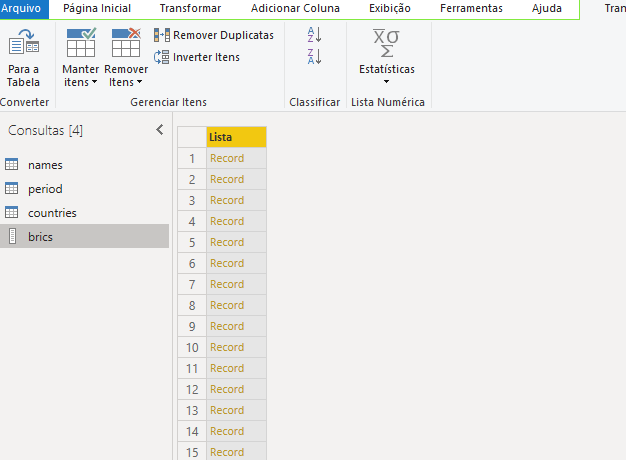 Arquivo Página Inicial Transformar Adicionar Coluna Exibição Ferramentas Ajuda Tran
Para a Tabela
Manter itens
Remover Itens
Remover Duplicatas
Inverter Itens
A Z
Z A
Estatísticas
Converter Gerenciar Itens Classificar Lista Numérica
Consultas [4]
names
period
countries
brics
Lista
1 Record
2 Record
3 Record
4 Record
5 Record
6 Record
7 Record
8 Record
9 Record
10 Record
11 Record
12 Record
13 Record
14 Record
15 Record